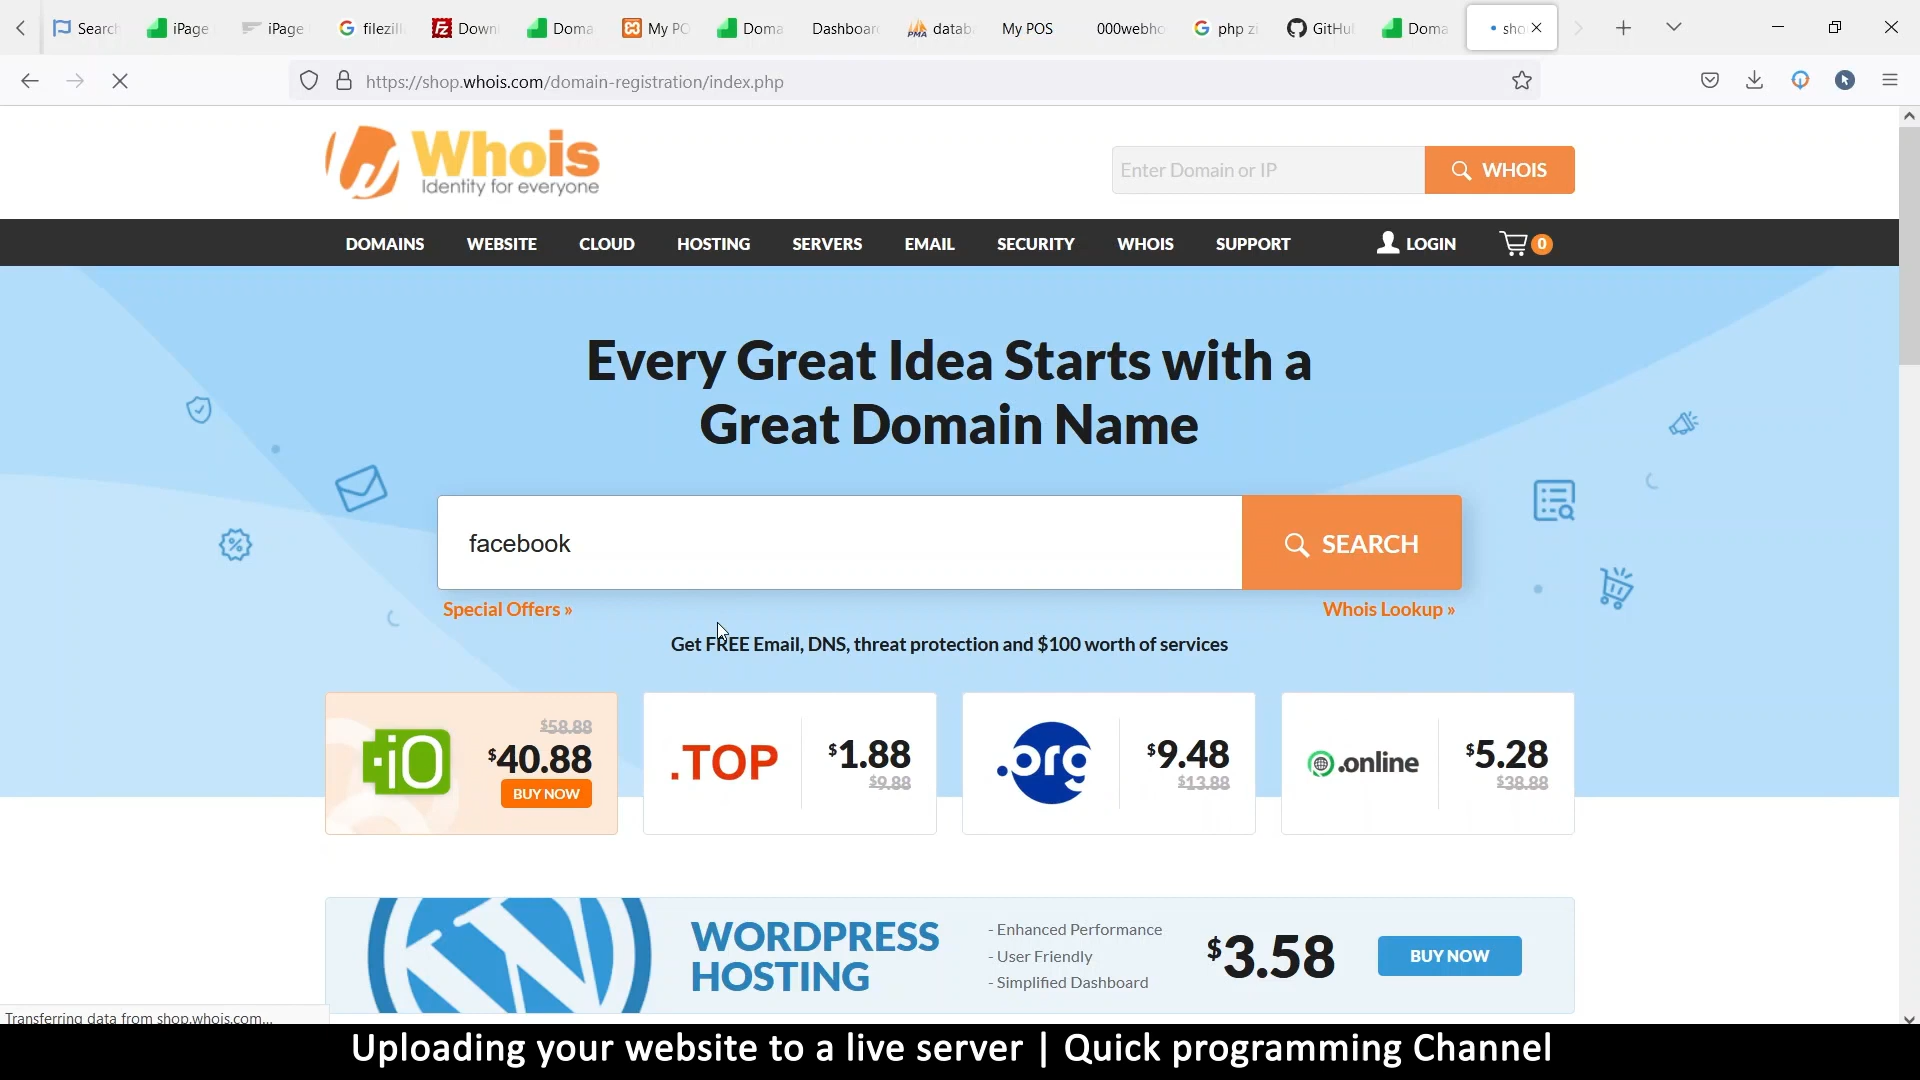 Search
iPage
iPage
filezill
Down
Doma
My PO
Doma
Dashboar
datab
My POS
000webho
php zi
GitHu
Doma
sho
https://shop.whois.com/domain-registration/index.php
Whois
Identity for everyone
Enter Domain or IP
WHOIS
DOMAINS WEBSITE CLOUD HOSTING SERVERS EMAIL SECURITY WHOIS SUPPORT LOGIN 0
Every Great Idea Starts with a
Great Domain Name
facebook
SEARCH
Special Offers »
Whois Lookup »
Get FREE Email, DNS, threat protection and $100 worth of services
.io
$58.88
$40.88
BUY NOW
.TOP
$1.88
$9.88
.org
$9.48
$13.88
.online
$5.28
$38.88
WORDPRESS
HOSTING
- Enhanced Performance
- User Friendly
- Simplified Dashboard
$3.58
BUY NOW
Transferring data from shop.whois.com...
Uploading your website to a live server | Quick programming Channel